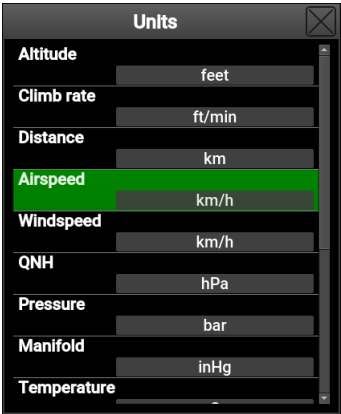 Units
Altitude
feet
Climb rate
ft/min
Distance
km
Airspeed
km/h
Windspeed
km/h
QNH
hPa
Pressure
bar
Manifold
inHg
Temperature